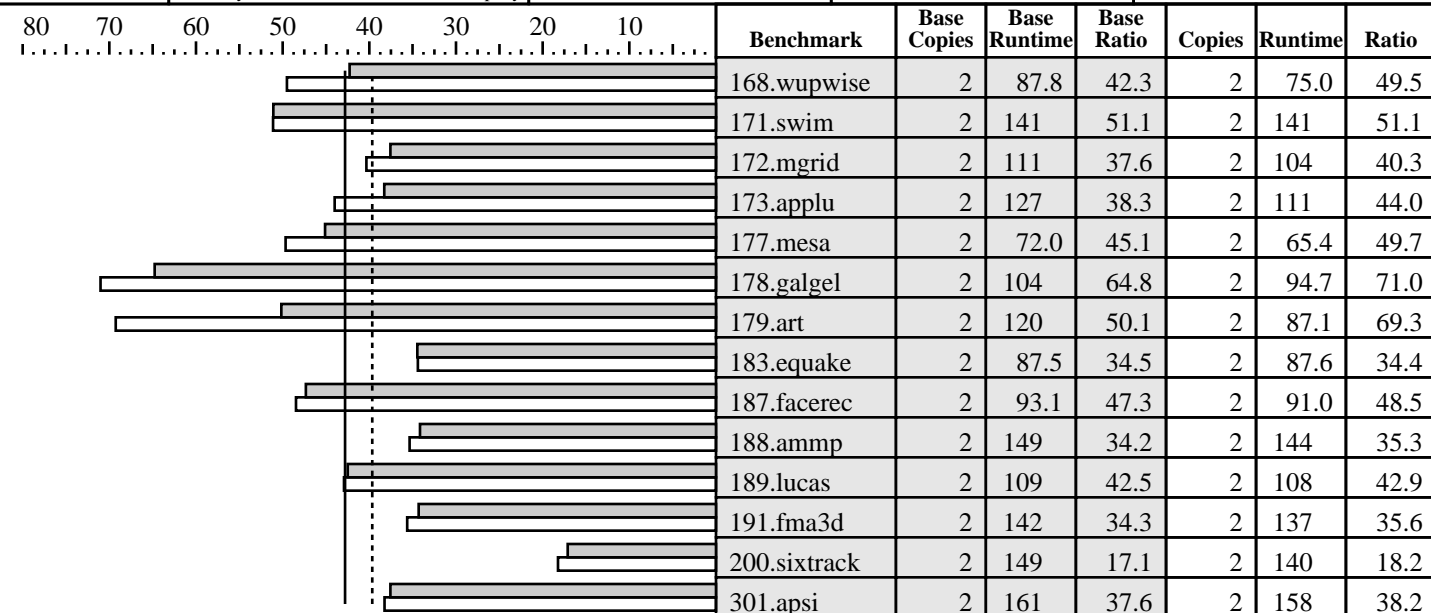 80 70 60 50 40 30 20 10 Benchmark Base Copies Base Runtime Base Ratio Copies Runtime Ratio
168.wupwise 2 87.8 42.3 2 75.0 49.5
171.swim 2 141 51.1 2 141 51.1
172.mgrid 2 111 37.6 2 104 40.3
173.applu 2 127 38.3 2 111 44.0
177.mesa 2 72.0 45.1 2 65.4 49.7
178.galgel 2 104 64.8 2 94.7 71.0
179.art 2 120 50.1 2 87.1 69.3
183.equake 2 87.5 34.5 2 87.6 34.4
187.facerec 2 93.1 47.3 2 91.0 48.5
188.ammp 2 149 34.2 2 144 35.3
189.lucas 2 109 42.5 2 108 42.9
191.fma3d 2 142 34.3 2 137 35.6
200.sixtrack 2 149 17.1 2 140 18.2
301.apsi 2 161 37.6 2 158 38.2